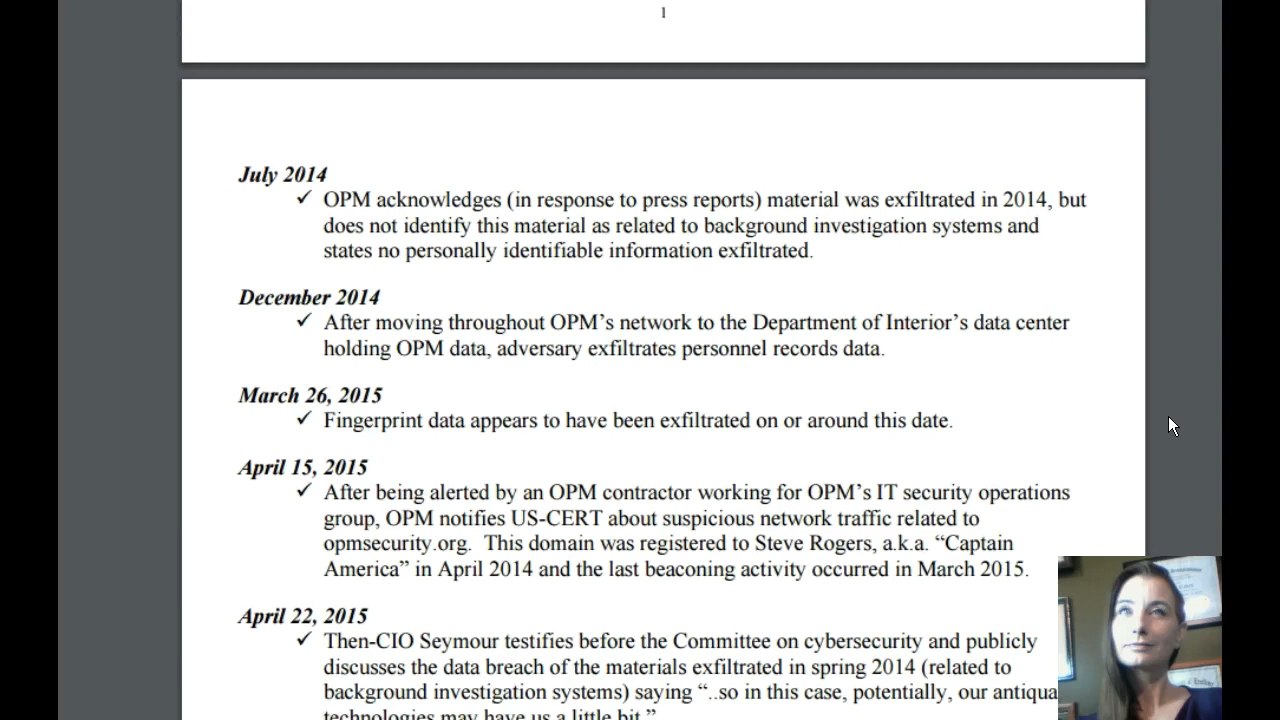 1
July 2014
✓ OPM acknowledges (in response to press reports) material was exfiltrated in 2014, but
does not identify this material as related to background investigation systems and
states no personally identifiable information exfiltrated.
December 2014
✓ After moving throughout OPM’s network to the Department of Interior’s data center
holding OPM data, adversary exfiltrates personnel records data.
March 26, 2015
✓ Fingerprint data appears to have been exfiltrated on or around this date.
April 15, 2015
✓ After being alerted by an OPM contractor working for OPM’s IT security operations
group, OPM notifies US-CERT about suspicious network traffic related to
opmsecurity.org. This domain was registered to Steve Rogers, a.k.a. “Captain
America” in April 2014 and the last beaconing activity occurred in March 2015.
April 22, 2015
✓ Then-CIO Seymour testifies before the Committee on cybersecurity and publicly
discusses the data breach of the materials exfiltrated in spring 2014 (related to
background investigation systems) saying “..so in this case, potentially, our antiqua
technologies may have us a little bit.”